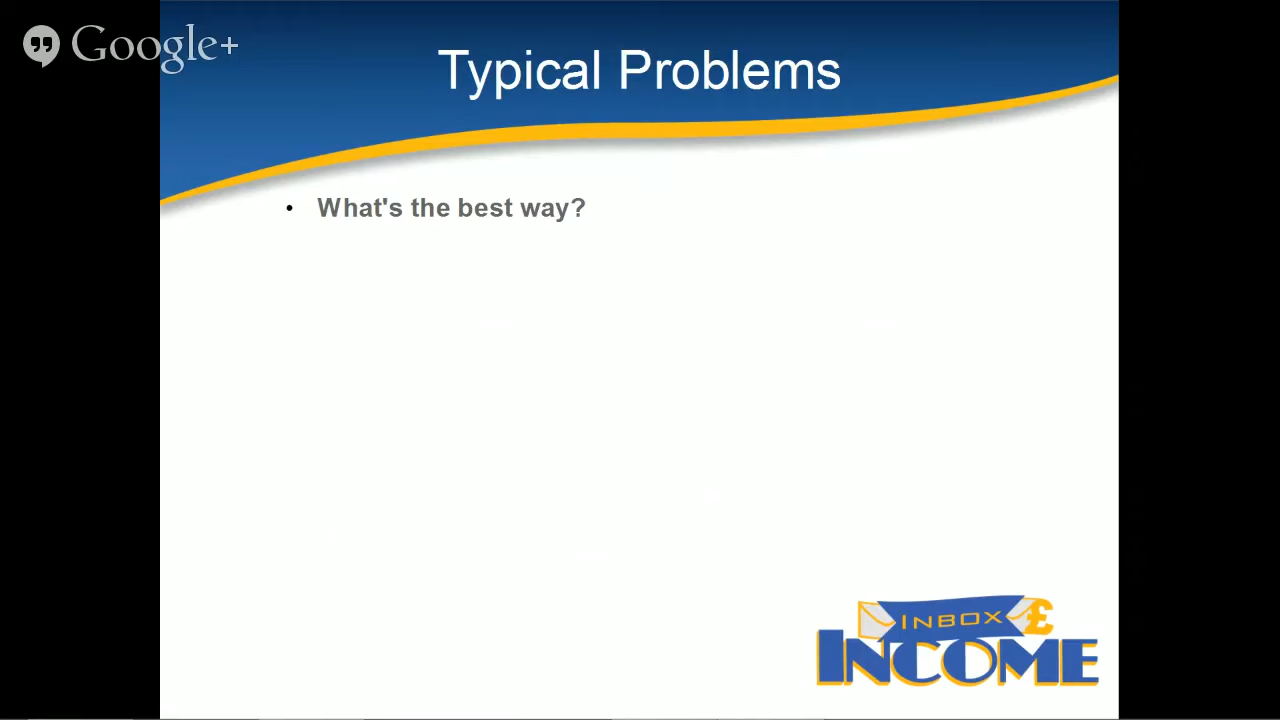 Google+
Typical Problems
• What's the best way?
INBOX £
INCOME